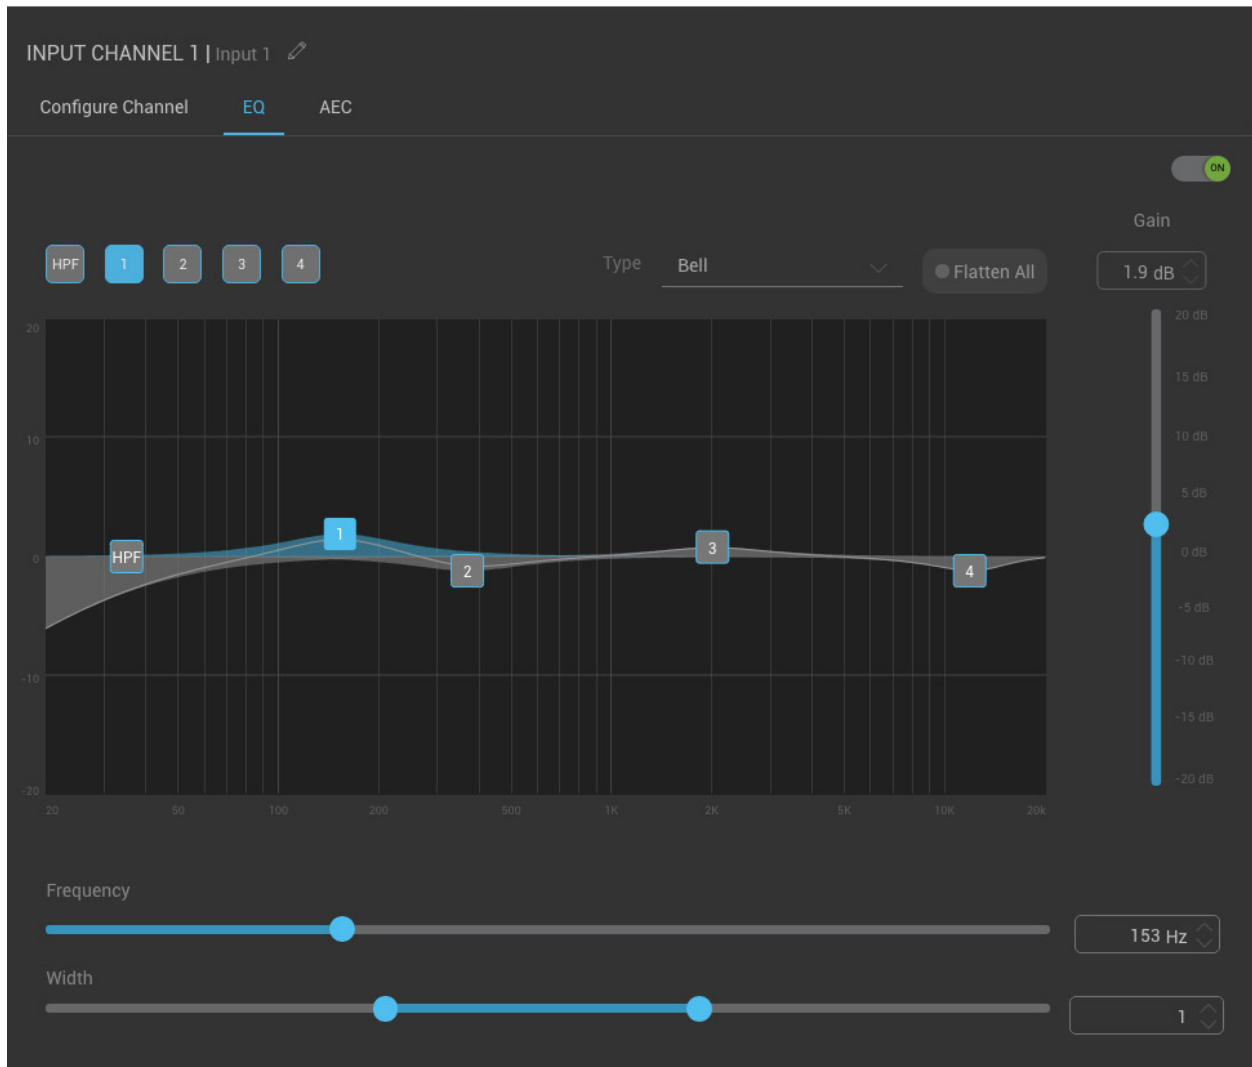 INPUT CHANNEL 1 | Input 1
Configure Channel EQ AEC
ON
Gain
HPF 1 2 3 4 Type Bell Flatten All 1.9 dB
20 20 dB
15 dB
10 10 dB
5 dB
1
HPF 2 3 4
0 0 dB
-5 dB
-10 -10 dB
-15 dB
-20 -20 dB
20 50 100 200 500 1K 2K 5K 10K 20k
Frequency
153 Hz
Width
1